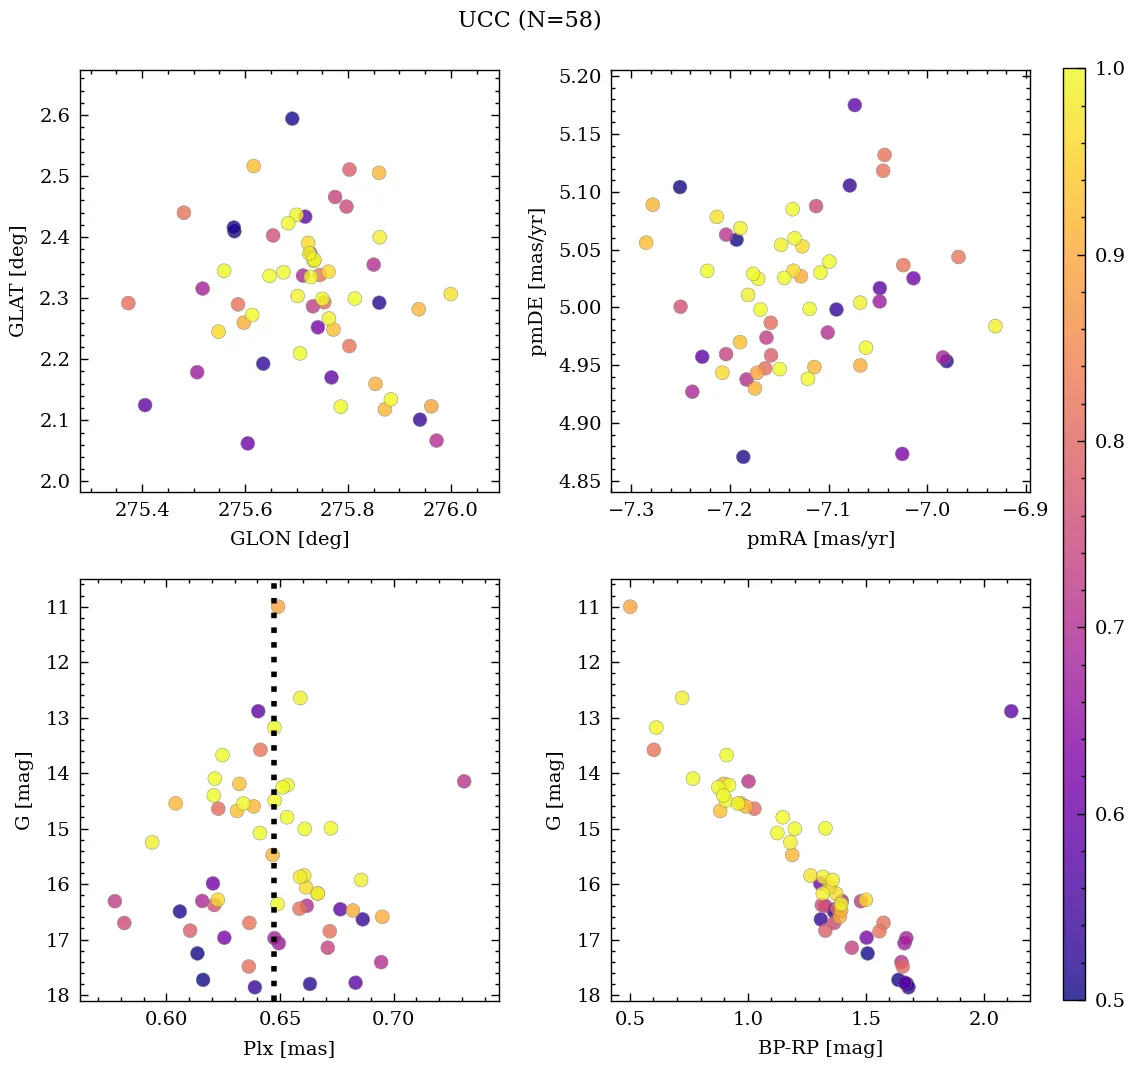 UCC (N=58)
2.6
2.5
2.4
2.3
2.2
2.1
2.0
GLAT [deg]
275.4 275.6 275.8 276.0
GLON [deg]
5.20
5.15
5.10
5.05
5.00
4.95
4.90
4.85
pmDE [mas/yr]
−7.3 −7.2 −7.1 −7.0 −6.9
pmRA [mas/yr]
11
12
13
14
15
16
17
18
G [mag]
0.60 0.65 0.70
Plx [mas]
11
12
13
14
15
16
17
18
G [mag]
0.5 1.0 1.5 2.0
BP-RP [mag]
1.0
0.9
0.8
0.7
0.6
0.5